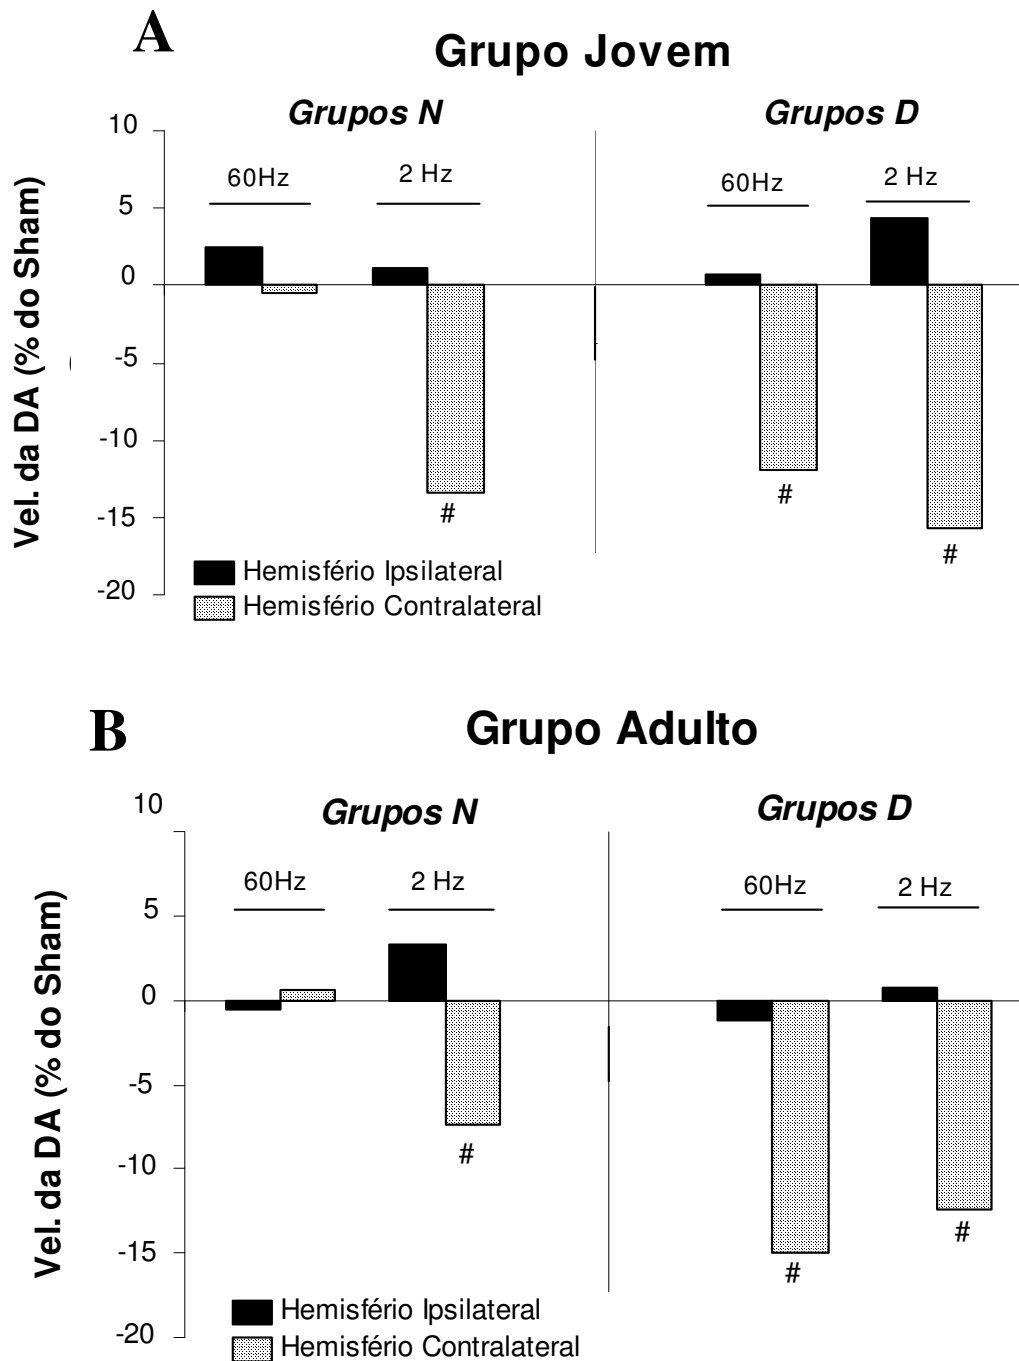 A
Grupo Jovem
Grupos N
Grupos D
10
60Hz
2 Hz
60Hz
2 Hz
5
0
-5
-10
-15
-20
Vel. da DA (% do Sham)
#
#
#
Hemisfério Ipsilateral
Hemisfério Contralateral
B
Grupo Adulto
Grupos N
Grupos D
10
60Hz
2 Hz
60Hz
2 Hz
5
0
-5
-10
-15
-20
Vel. da DA (% do Sham)
#
#
#
Hemisfério Ipsilateral
Hemisfério Contralateral